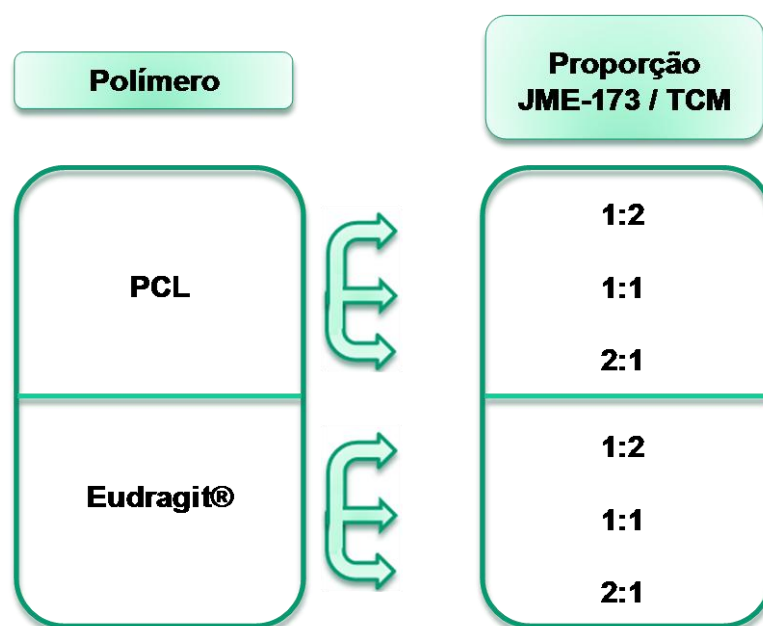 Polímero
Proporção
JME-173 / TCM
PCL
1:2
1:1
2:1
Eudragit®
1:2
1:1
2:1